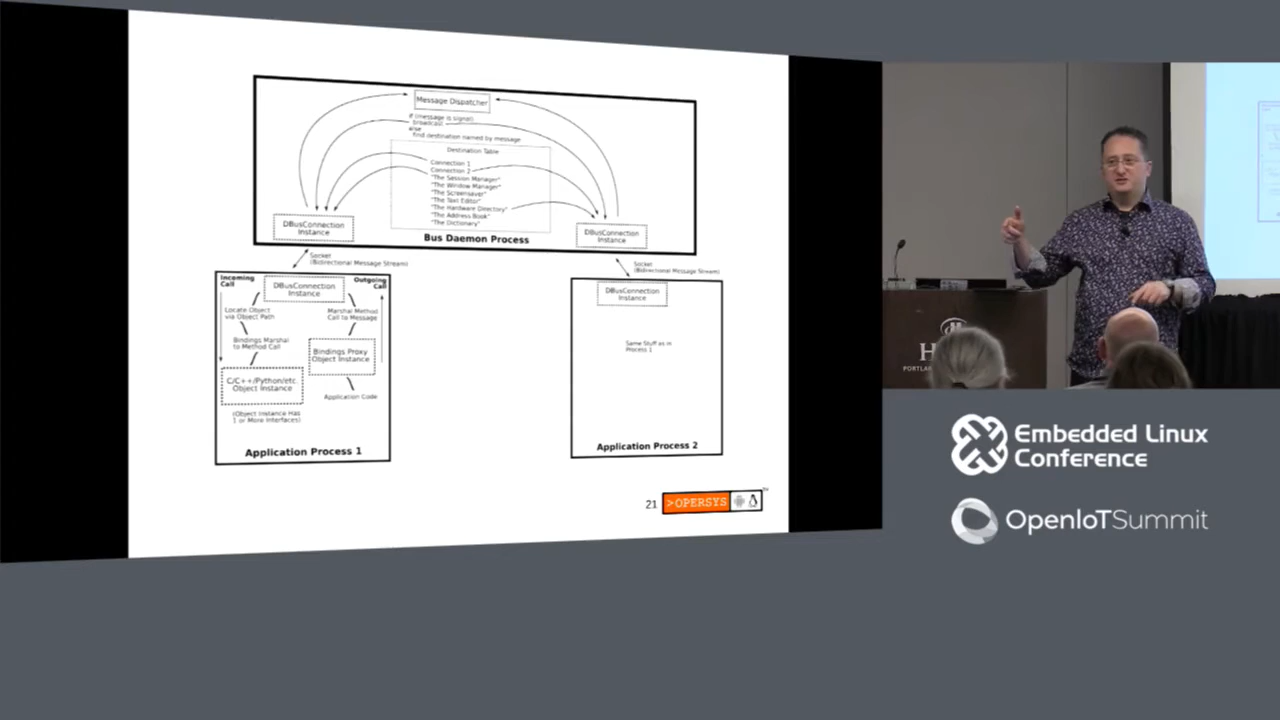 Message Dispatcher
if (message is signal)
broadcast
else
find destination named by message
Destination Table
Connection 1
Connection 2
"The Session Manager"
"The Window Manager"
"The Screensaver"
"The Text Editor"
"The Hardware Directory"
"The Address Book"
"The Dictionary"
DBusConnection
Instance
DBusConnection
Instance
Bus Daemon Process
Socket
(Bidirectional Message Stream)
Socket
(Bidirectional Message Stream)
Incoming
Call
DBusConnection
Instance
Outgoing
Call
Locate Object
via Object Path
Marshal Method
Call to Message
Bindings Marshal
to Method Call
Bindings Proxy
Object Instance
C/C++/Python/etc.
Object Instance
Application Code
(Object Instance Has
1 or More Interfaces)
Application Process 1
DBusConnection
Instance
Same Stuff as in
Process 1
Application Process 2
21
>OPERSYS
H
Embedded Linux
Conference
OpenIoTSummit